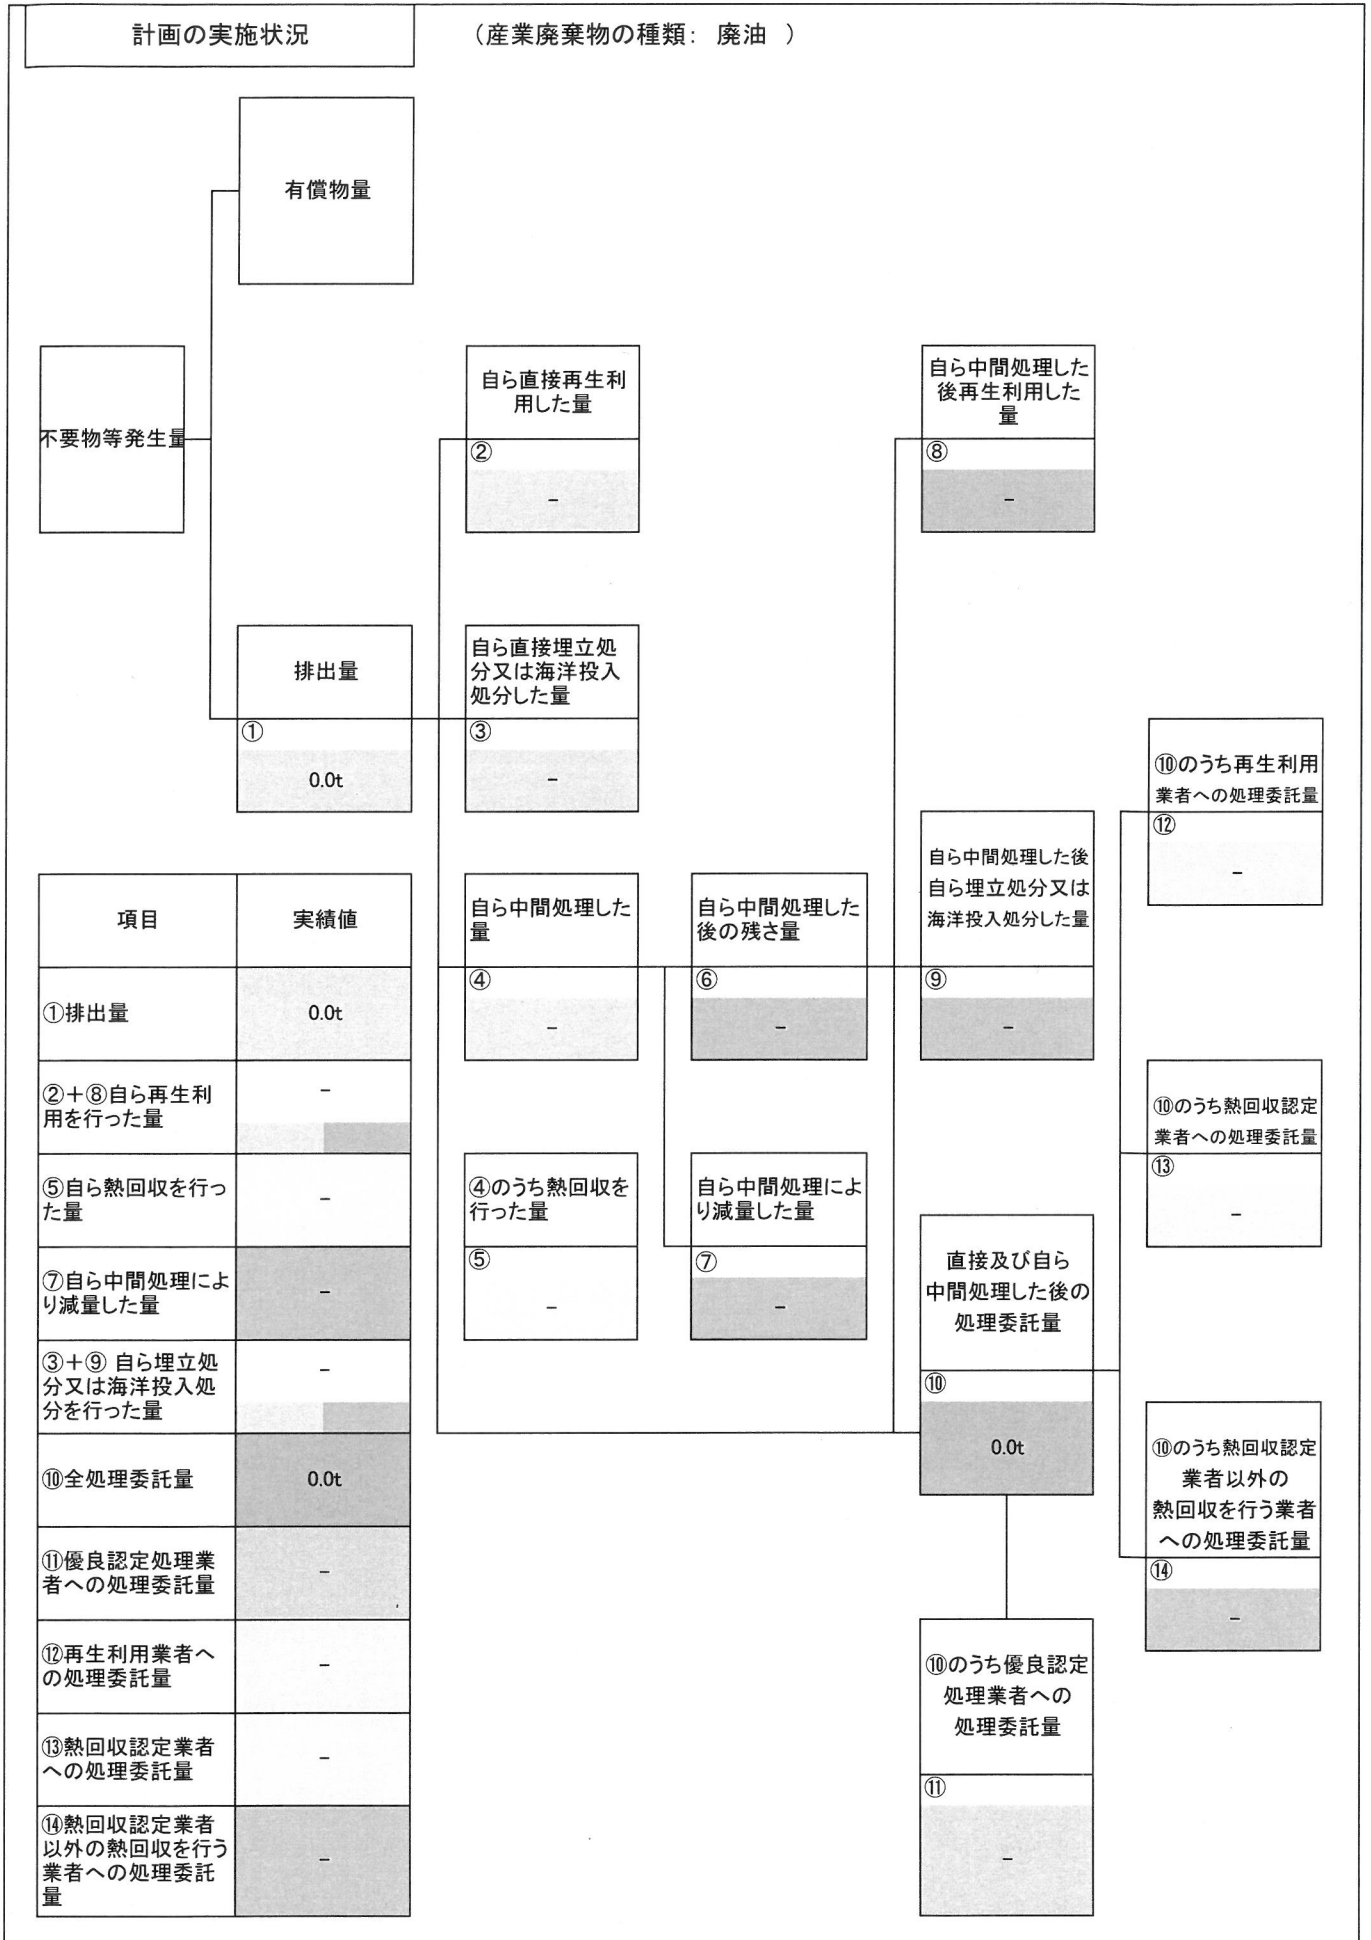 計画の実施状況
（産業廃棄物の種類： 廃油 ）
有償物量
不要物等発生量
自ら直接再生利
用した量
②
－
自ら中間処理した
後再生利用した
量
⑧
－
排出量
①
0.0t
自ら直接埋立処
分又は海洋投入
処分した量
③
－
⑩のうち再生利用
業者への処理委託量
⑫
－
自ら中間処理した
量
④
－
自ら中間処理した
後の残さ量
⑥
－
自ら中間処理した後
自ら埋立処分又は
海洋投入処分した量
⑨
－
⑩のうち熱回収認定
業者への処理委託量
⑬
－
④のうち熱回収を
行った量
⑤
－
自ら中間処理によ
り減量した量
⑦
－
直接及び自ら
中間処理した後の
処理委託量
⑩
0.0t
⑩のうち熱回収認定
業者以外の
熱回収を行う業者
への処理委託量
⑭
－
⑩のうち優良認定
処理業者への
処理委託量
⑪
－
項目 実績値
①排出量 0.0t
②＋⑧自ら再生利
用を行った量
－
⑤自ら熱回収を行っ
た量
－
⑦自ら中間処理によ
り減量した量
－
③＋⑨ 自ら埋立処
分又は海洋投入処
分を行った量
－
⑩全処理委託量 0.0t
⑪優良認定処理業
者への処理委託量
－
⑫再生利用業者へ
の処理委託量
－
⑬熱回収認定業者
への処理委託量
－
⑭熱回収認定業者
以外の熱回収を行う
業者への処理委託
量
－